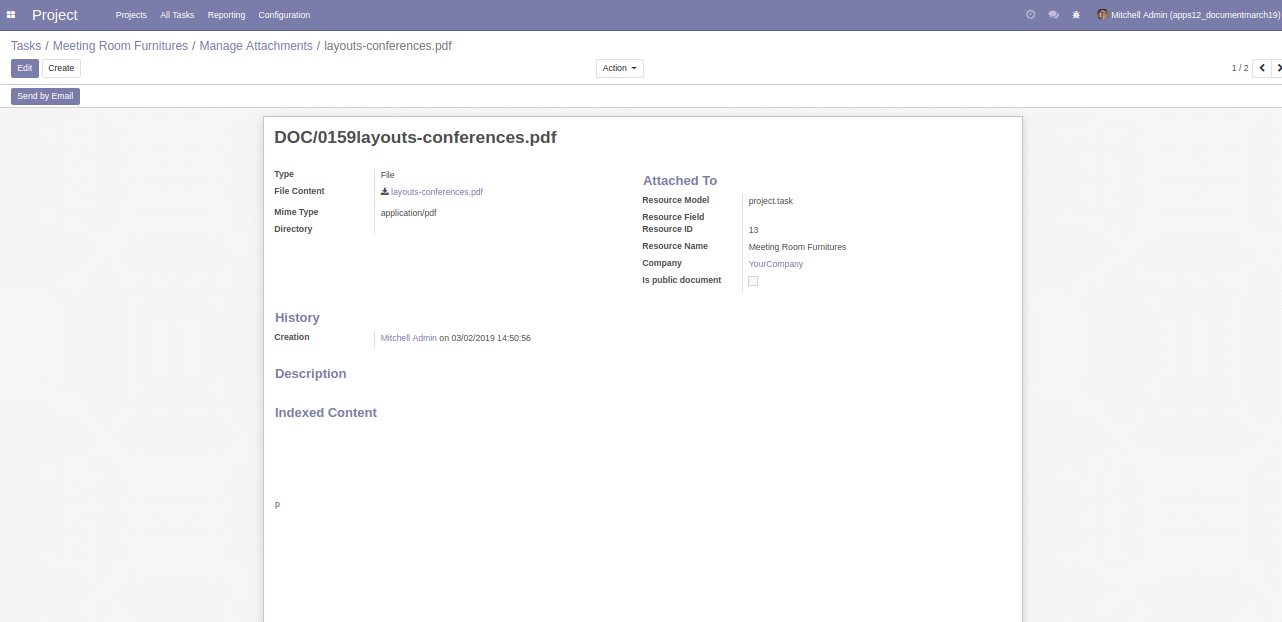 Project Projects All Tasks Reporting Configuration Mitchell Admin (apps12_documentmarch19)
Tasks / Meeting Room Furnitures / Manage Attachments / layouts-conferences.pdf
Edit Create Action 1 / 2
Send by Email
DOC/0159layouts-conferences.pdf
Type File
File Content layouts-conferences.pdf
Mime Type application/pdf
Directory
Attached To
Resource Model project.task
Resource Field
Resource ID 13
Resource Name Meeting Room Furnitures
Company YourCompany
Is public document
History
Creation Mitchell Admin on 03/02/2019 14:50:56
Description
Indexed Content
p